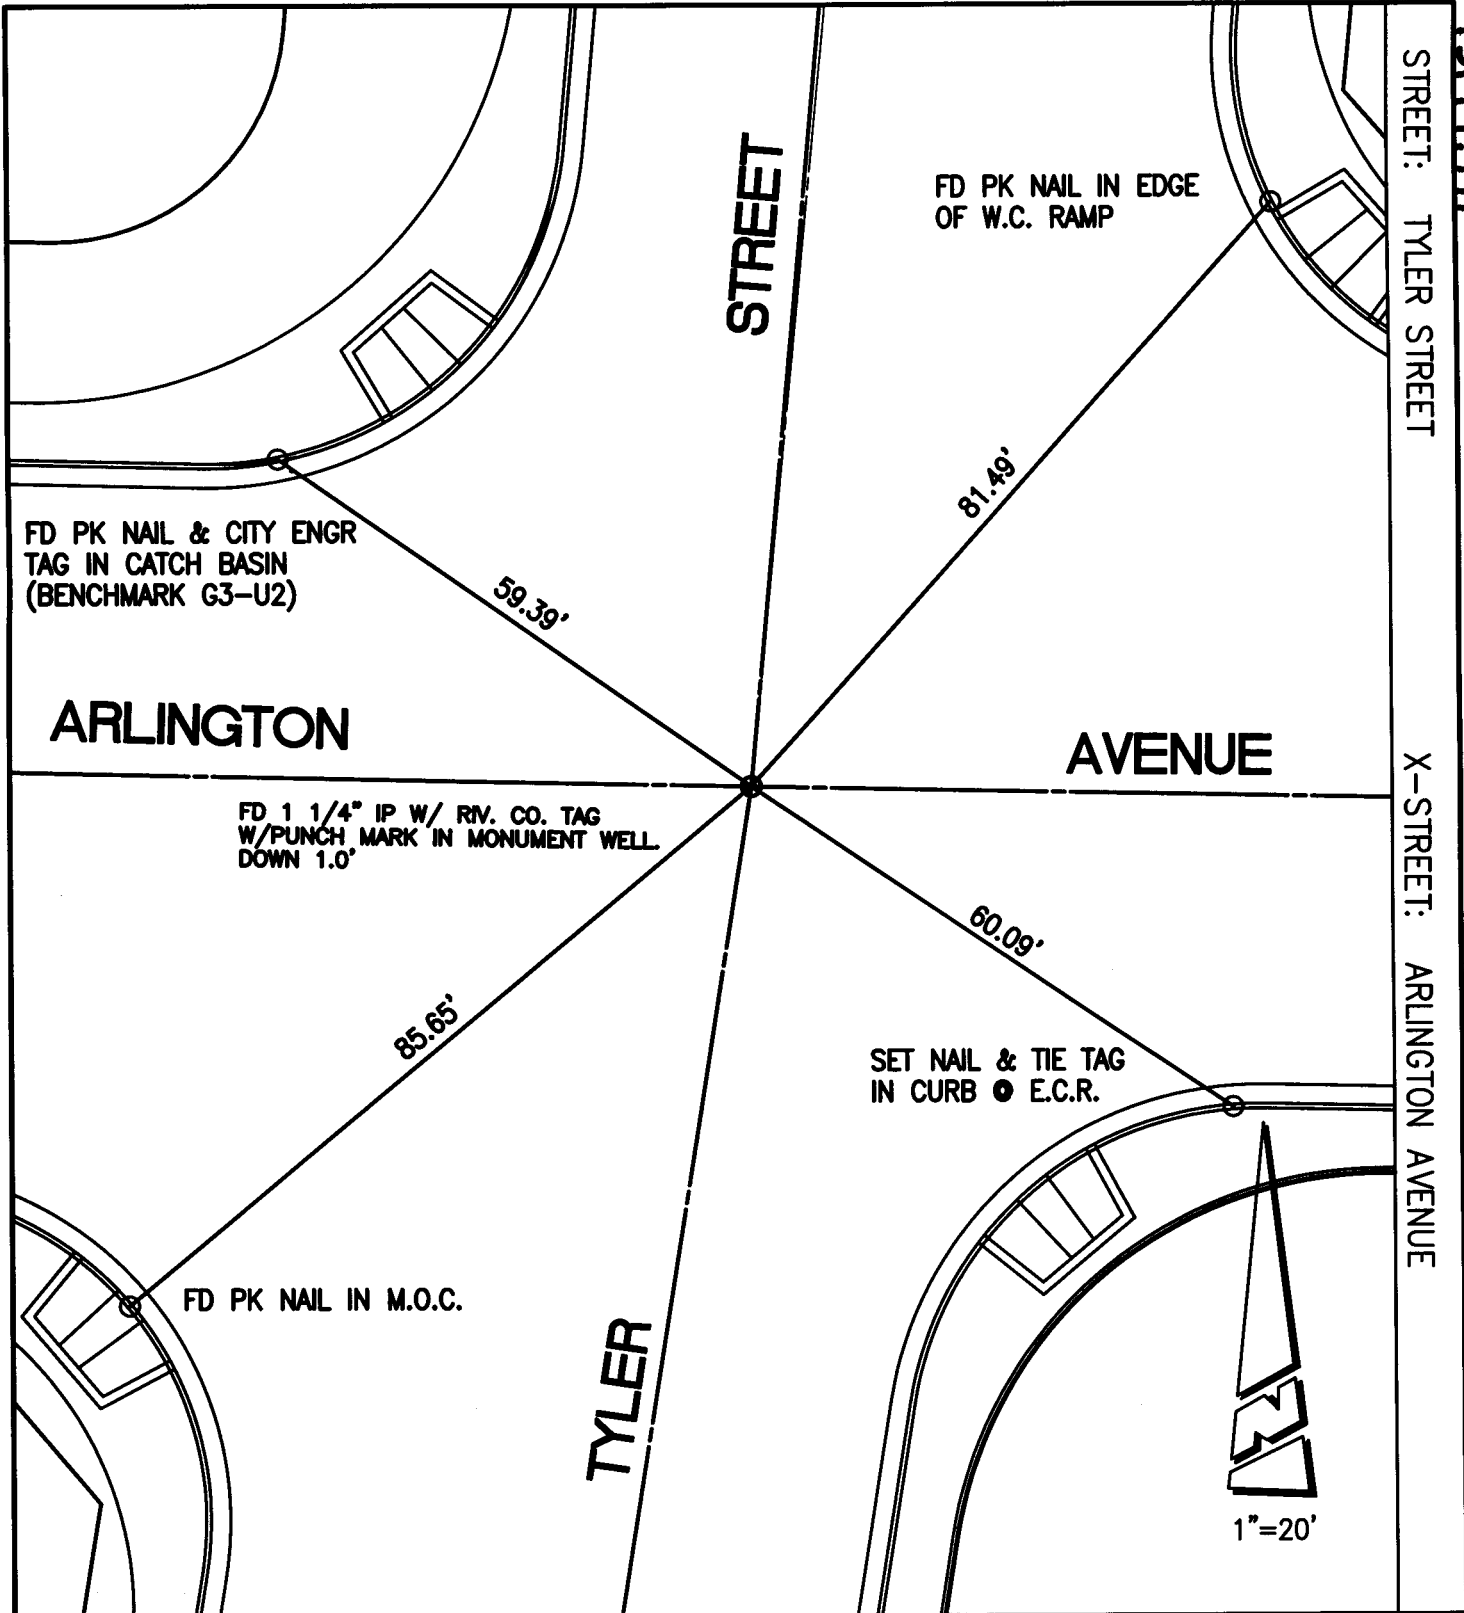 STREET
FD PK NAIL IN EDGE
OF W.C. RAMP
81.49'
FD PK NAIL & CITY ENGR
TAG IN CATCH BASIN
(BENCHMARK G3-U2)
59.39'
ARLINGTON
AVENUE
FD 1 1/4" IP W/ RIV. CO. TAG
W/PUNCH MARK IN MONUMENT WELL.
DOWN 1.0'
60.09'
85.65'
SET NAIL & TIE TAG
IN CURB @ E.C.R.
FD PK NAIL IN M.O.C.
TYLER
1"=20'
STREET: TYLER STREET
X-STREET: ARLINGTON AVENUE